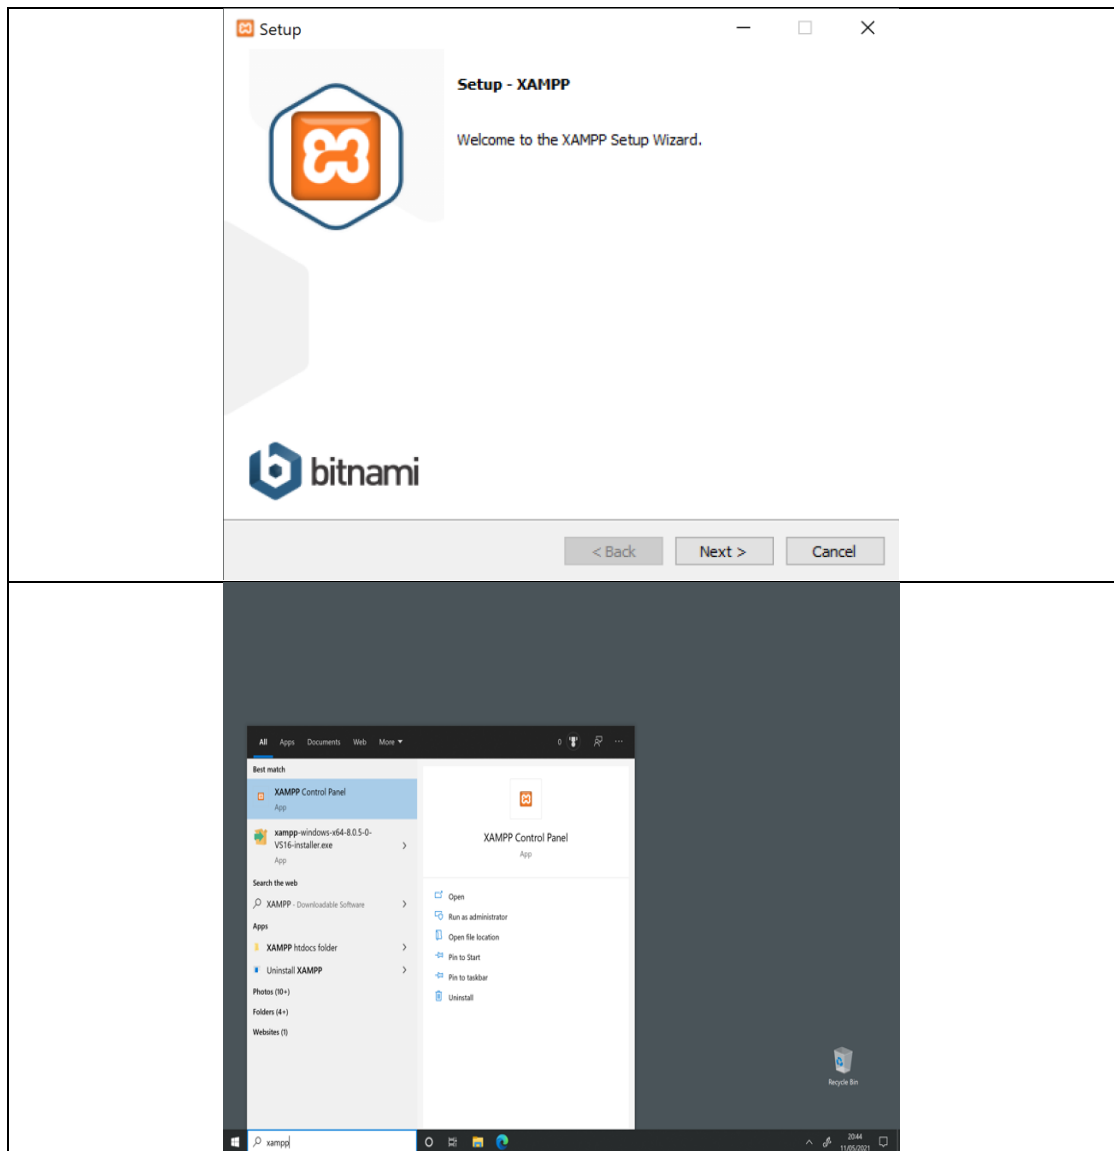 Setup
Setup - XAMPP
Welcome to the XAMPP Setup Wizard.
bitnami
< Back Next > Cancel
All Apps Documents Web More
0
Best match
XAMPP Control Panel
App
xampp-windows-x64-8.0.5-0-
VS16-installer.exe
App
Search the web
XAMPP - Downloadable Software
Apps
XAMPP htdocs folder
Uninstall XAMPP
Photos (10+)
Folders (4+)
Websites (1)
XAMPP Control Panel
App
Open
Run as administrator
Open file location
Pin to Start
Pin to taskbar
Uninstall
Recycle Bin
xampp
20:44
11/05/2021